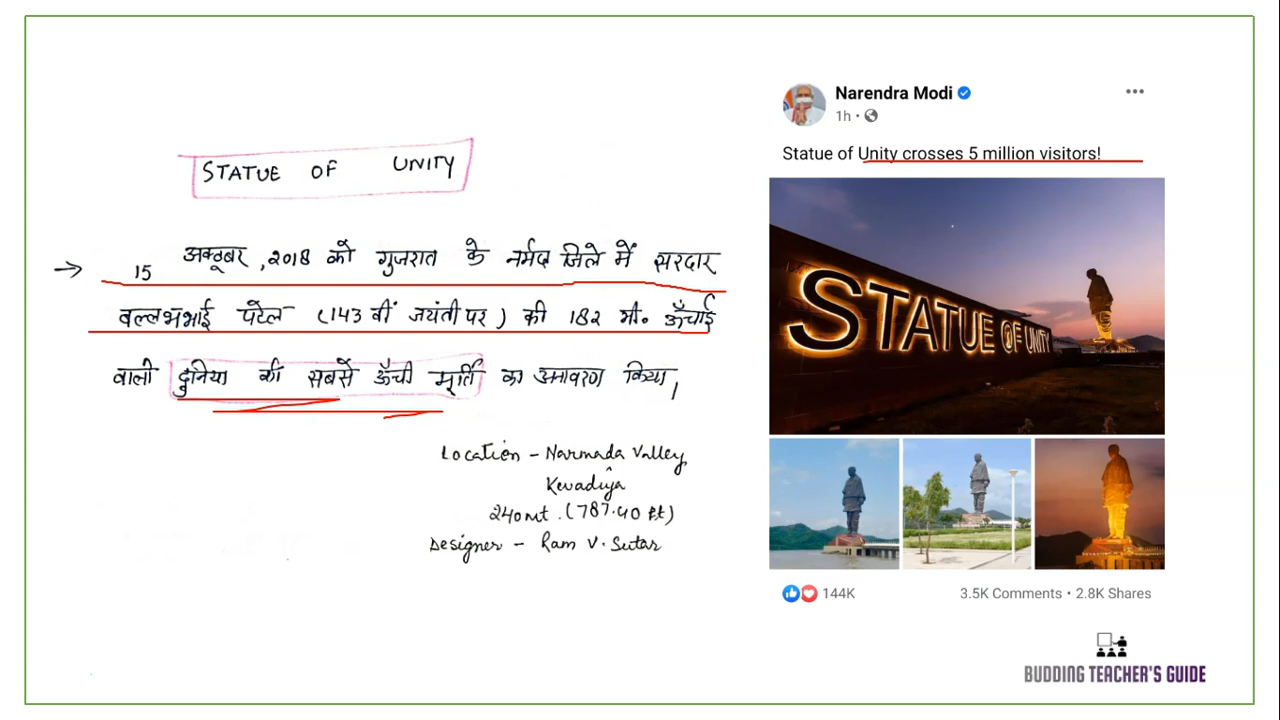 STATUE OF UNITY
→ 15 अक्टूबर, 2018 को गुजरात के नर्मदा जिले में सरदार
बल्लभभाई पटेल (143 वीं जयंती पर) की 182 मी॰ ऊँचाई
वाली दुनिया की सबसे ऊँची मूर्ति का अनावरण किया।
Location - Narmada Valley
Kevadiya
240 mt. (787.40 ft)
Designer - Ram V. Sutar
Narendra Modi
1h
Statue of Unity crosses 5 million visitors!
STATUE OF UNITY
144K 3.5K Comments • 2.8K Shares
BUDDING TEACHER'S GUIDE